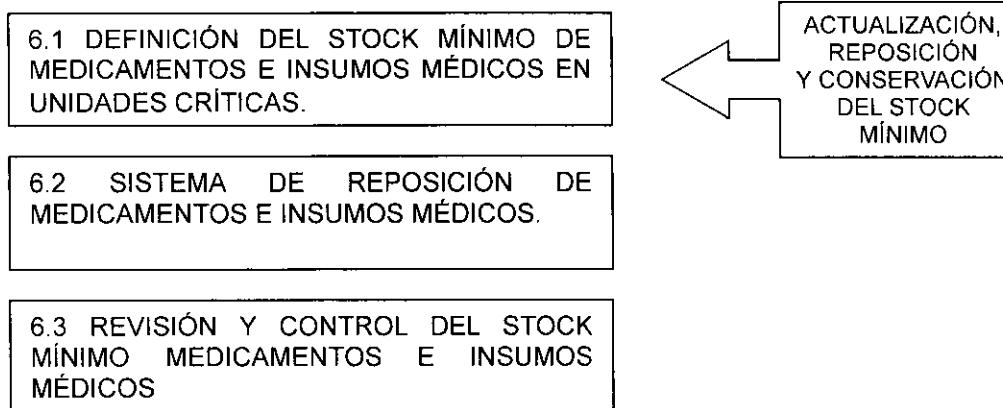 6.1 DEFINICIÓN DEL STOCK MÍNIMO DE
MEDICAMENTOS E INSUMOS MÉDICOS EN
UNIDADES CRÍTICAS.
ACTUALIZACIÓN,
REPOSICIÓN
Y CONSERVACIÓN
DEL STOCK
MÍNIMO
6.2 SISTEMA DE REPOSICIÓN DE
MEDICAMENTOS E INSUMOS MÉDICOS.
6.3 REVISIÓN Y CONTROL DEL STOCK
MÍNIMO MEDICAMENTOS E INSUMOS
MÉDICOS